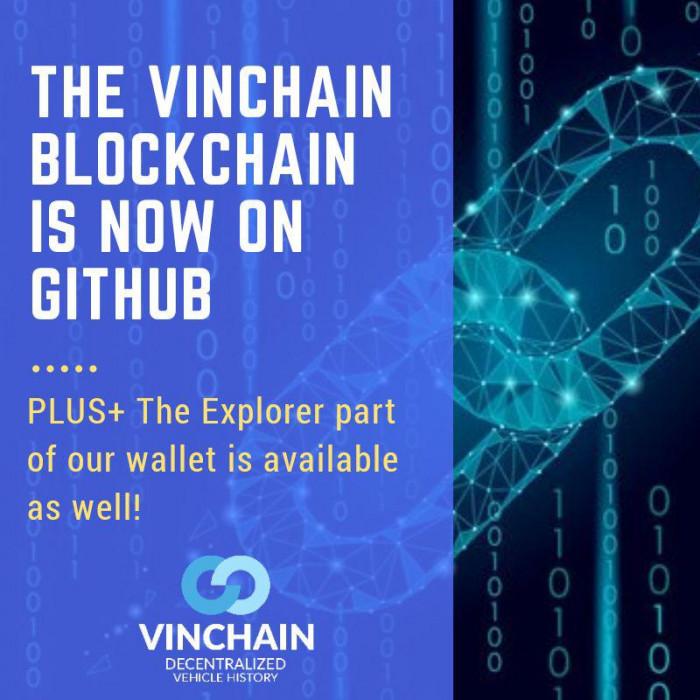 THE VINCHAIN
BLOCKCHAIN
IS NOW ON
GITHUB
.....
PLUS+ The Explorer part
of our wallet is available
as well!
VINCHAIN
DECENTRALIZED
VEHICLE HISTORY